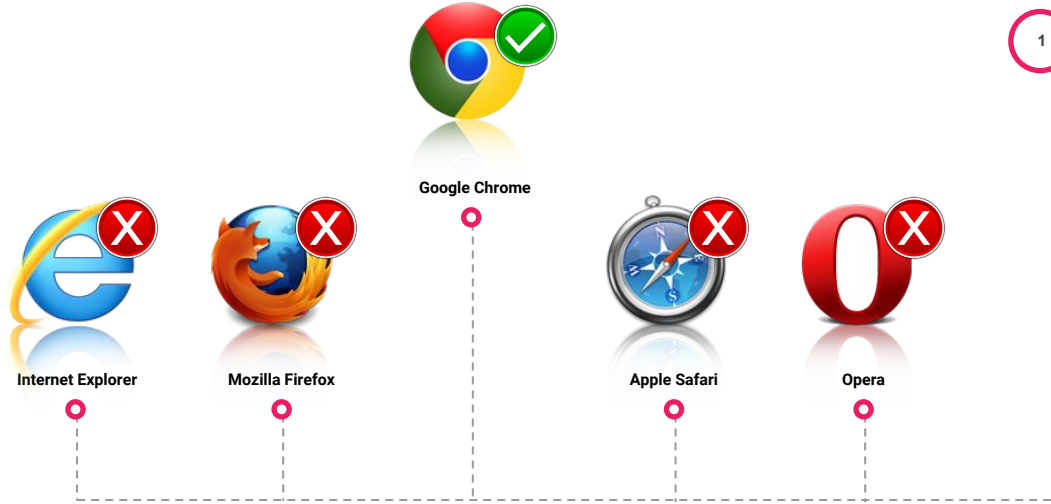 1
Google Chrome
X
X
X
X
Internet Explorer
Mozilla Firefox
Apple Safari
Opera
N
W
S